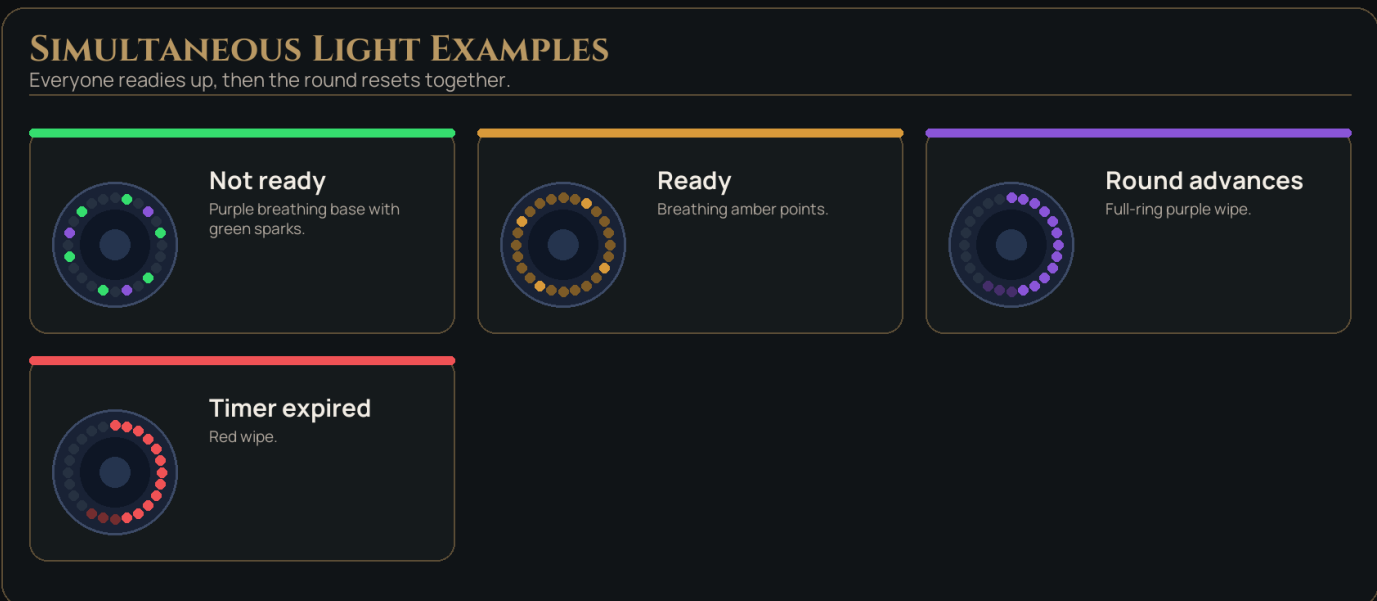 Simultaneous Light Examples
Everyone readies up, then the round resets together.
Not ready
Purple breathing base with
green sparks.
Ready
Breathing amber points.
Round advances
Full-ring purple wipe.
Timer expired
Red wipe.